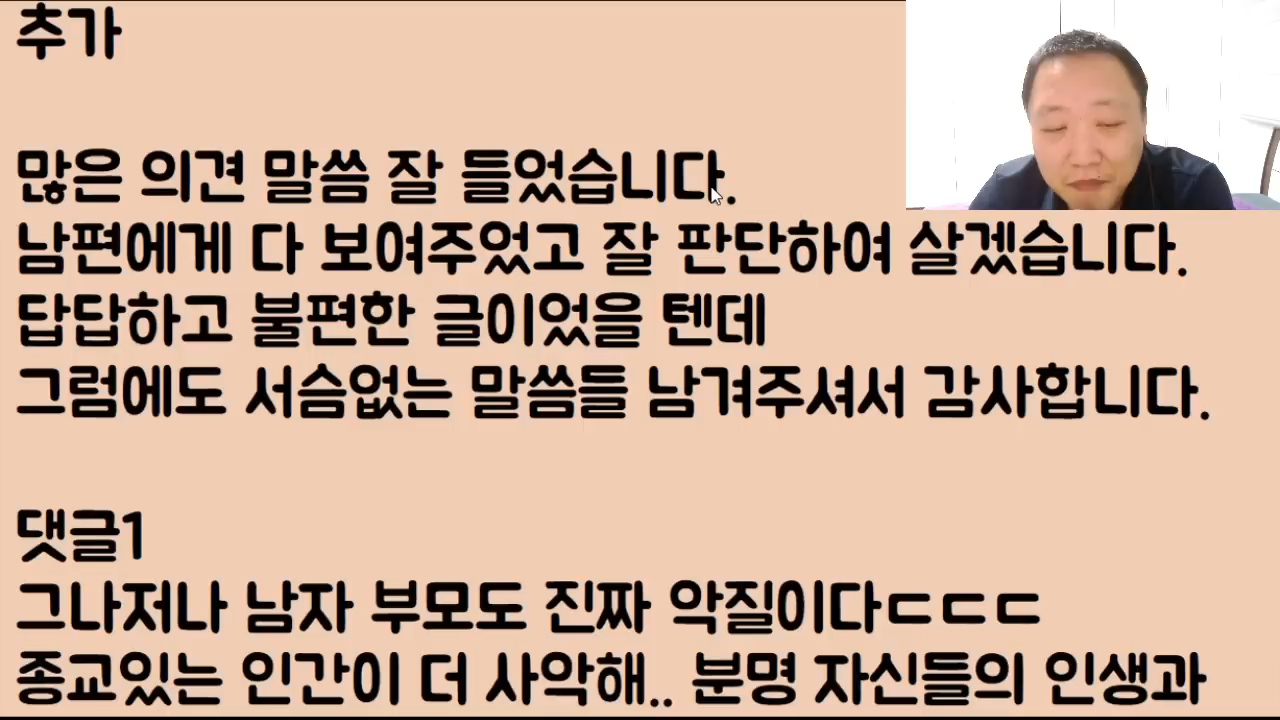 추가
많은 의견 말씀 잘 들었습니다.
남편에게 다 보여주었고 잘 판단하여 살겠습니다.
답답하고 불편한 글이었을 텐데
그럼에도 서슴없는 말씀들 남겨주셔서 감사합니다.
댓글1
그나저나 남자 부모도 진짜 악질이다ㄷㄷㄷ
종교있는 인간이 더 사악해.. 분명 자신들의 인생과